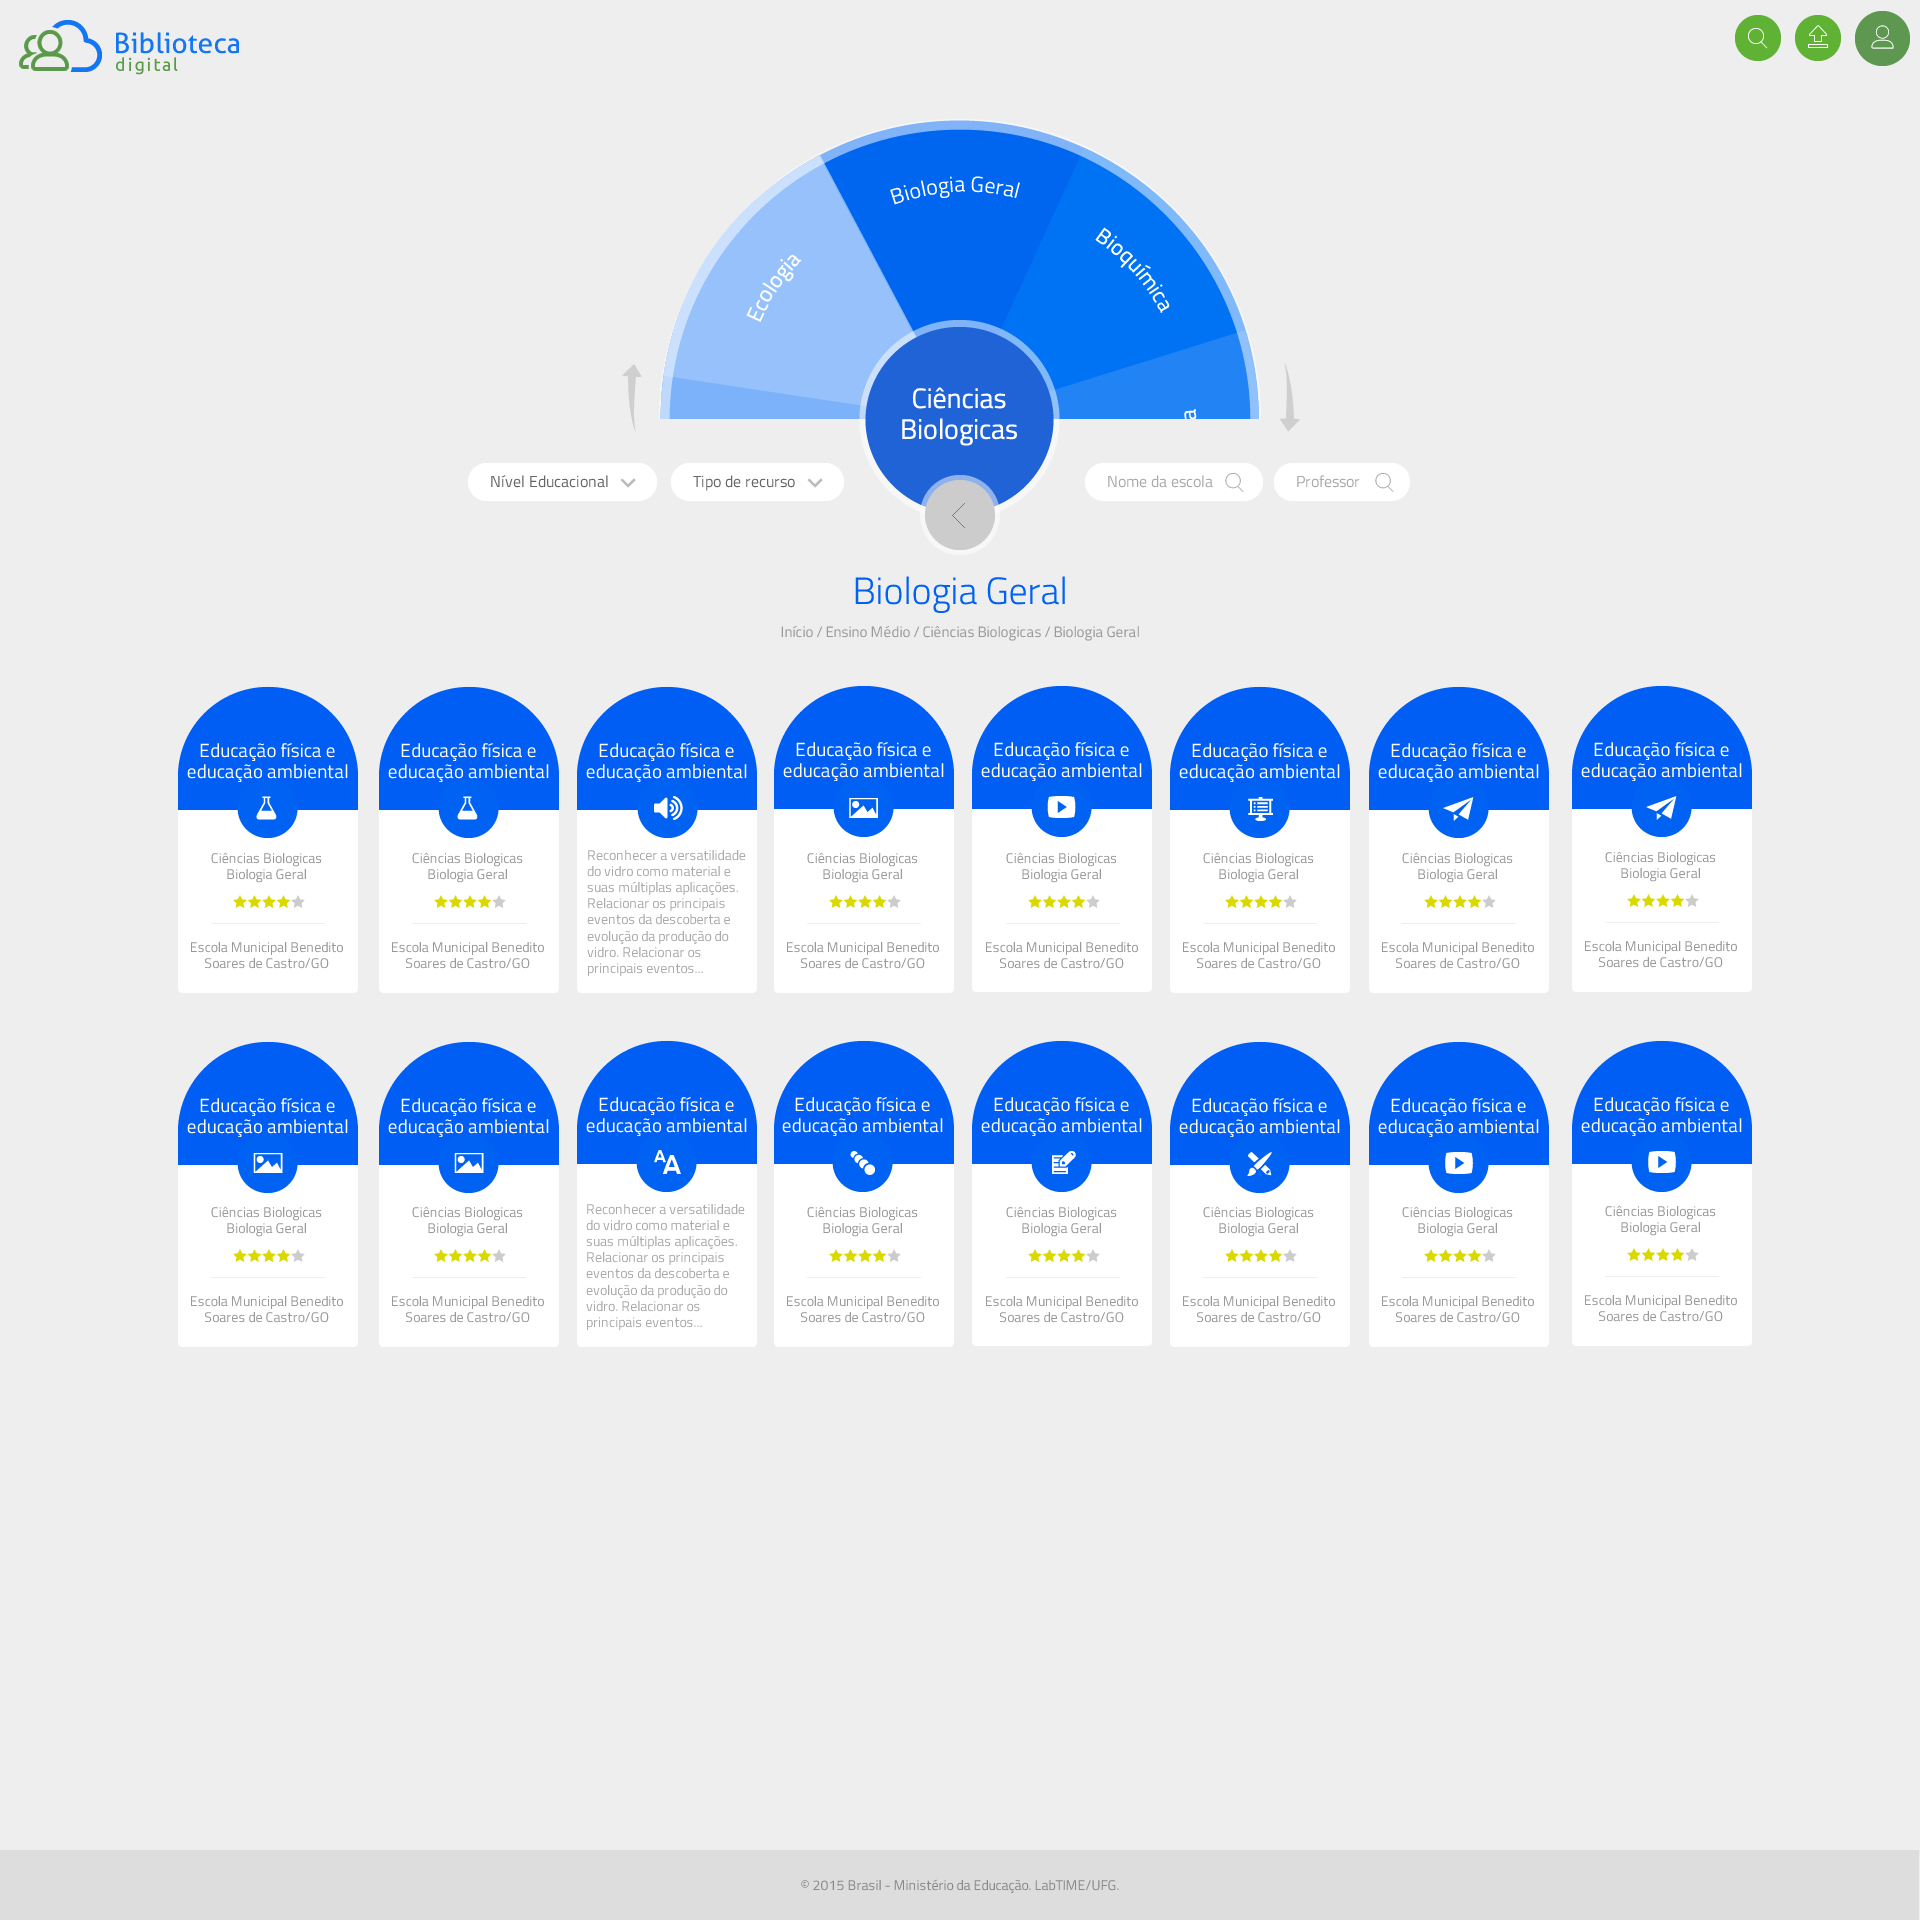 Biblioteca
digital
Ecologia
Biologia Geral
Bioquímica
a
Ciências
Biologicas
Nível Educacional
Tipo de recurso
Nome da escola
Professor
Biologia Geral
Início / Ensino Médio / Ciências Biologicas / Biologia Geral
Educação física e
educação ambiental
Ciências Biologicas
Biologia Geral
Escola Municipal Benedito
Soares de Castro/GO
Educação física e
educação ambiental
Ciências Biologicas
Biologia Geral
Escola Municipal Benedito
Soares de Castro/GO
Educação física e
educação ambiental
Reconhecer a versatilidade
do vidro como material e
suas múltiplas aplicações.
Relacionar os principais
eventos da descoberta e
evolução da produção do
vidro. Relacionar os
principais eventos...
Educação física e
educação ambiental
Ciências Biologicas
Biologia Geral
Escola Municipal Benedito
Soares de Castro/GO
Educação física e
educação ambiental
Ciências Biologicas
Biologia Geral
Escola Municipal Benedito
Soares de Castro/GO
Educação física e
educação ambiental
Ciências Biologicas
Biologia Geral
Escola Municipal Benedito
Soares de Castro/GO
Educação física e
educação ambiental
Ciências Biologicas
Biologia Geral
Escola Municipal Benedito
Soares de Castro/GO
Educação física e
educação ambiental
Ciências Biologicas
Biologia Geral
Escola Municipal Benedito
Soares de Castro/GO
Educação física e
educação ambiental
Ciências Biologicas
Biologia Geral
Escola Municipal Benedito
Soares de Castro/GO
Educação física e
educação ambiental
Ciências Biologicas
Biologia Geral
Escola Municipal Benedito
Soares de Castro/GO
Educação física e
educação ambiental
AA
Reconhecer a versatilidade
do vidro como material e
suas múltiplas aplicações.
Relacionar os principais
eventos da descoberta e
evolução da produção do
vidro. Relacionar os
principais eventos...
Educação física e
educação ambiental
Ciências Biologicas
Biologia Geral
Escola Municipal Benedito
Soares de Castro/GO
Educação física e
educação ambiental
Ciências Biologicas
Biologia Geral
Escola Municipal Benedito
Soares de Castro/GO
Educação física e
educação ambiental
Ciências Biologicas
Biologia Geral
Escola Municipal Benedito
Soares de Castro/GO
Educação física e
educação ambiental
Ciências Biologicas
Biologia Geral
Escola Municipal Benedito
Soares de Castro/GO
Educação física e
educação ambiental
Ciências Biologicas
Biologia Geral
Escola Municipal Benedito
Soares de Castro/GO
© 2015 Brasil - Ministério da Educação. LabTIME/UFG.